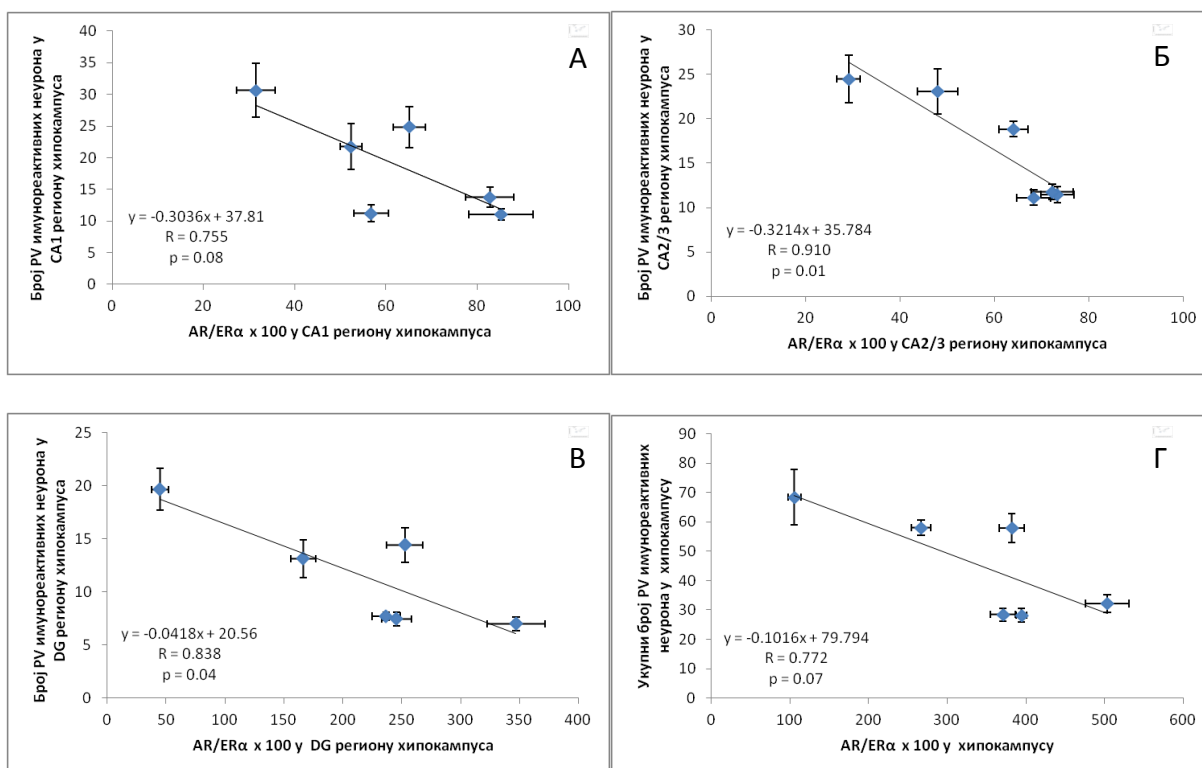 А
Број PV имунореактивних неурона у
CA1 региону хипокампуса
40
35
30
25
20
15
10
5
0
y = -0.3036x + 37.81
R = 0.755
p = 0.08
0 20 40 60 80 100
AR/ERα x 100 у CA1 региону хипокампуса
Б
Број PV имунореактивних неурона у
CA2/3 региону хипокампуса
30
25
20
15
10
5
0
y = -0.3214x + 35.784
R = 0.910
p = 0.01
0 20 40 60 80 100
AR/ERα x 100 у CA2/3 региону хипокампуса
В
Број PV имунореактивних неурона у
DG региону хипокампуса
25
20
15
10
5
0
y = -0.0418x + 20.56
R = 0.838
p = 0.04
0 50 100 150 200 250 300 350 400
AR/ERα x 100 у DG региону хипокампуса
Г
Укупни број PV имунореактивних
неурона у хипокампусу
90
80
70
60
50
40
30
20
10
0
y = -0.1016x + 79.794
R = 0.772
p = 0.07
0 100 200 300 400 500 600
AR/ERα x 100 у хипокампусу